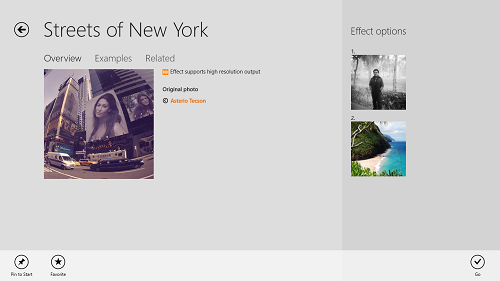 Streets of New York
Overview Examples Related
HD Effect supports high resolution output
Original photo
© Asterio Tecson
Effect options
1.
2.
Pin to Start
Favorite
Go